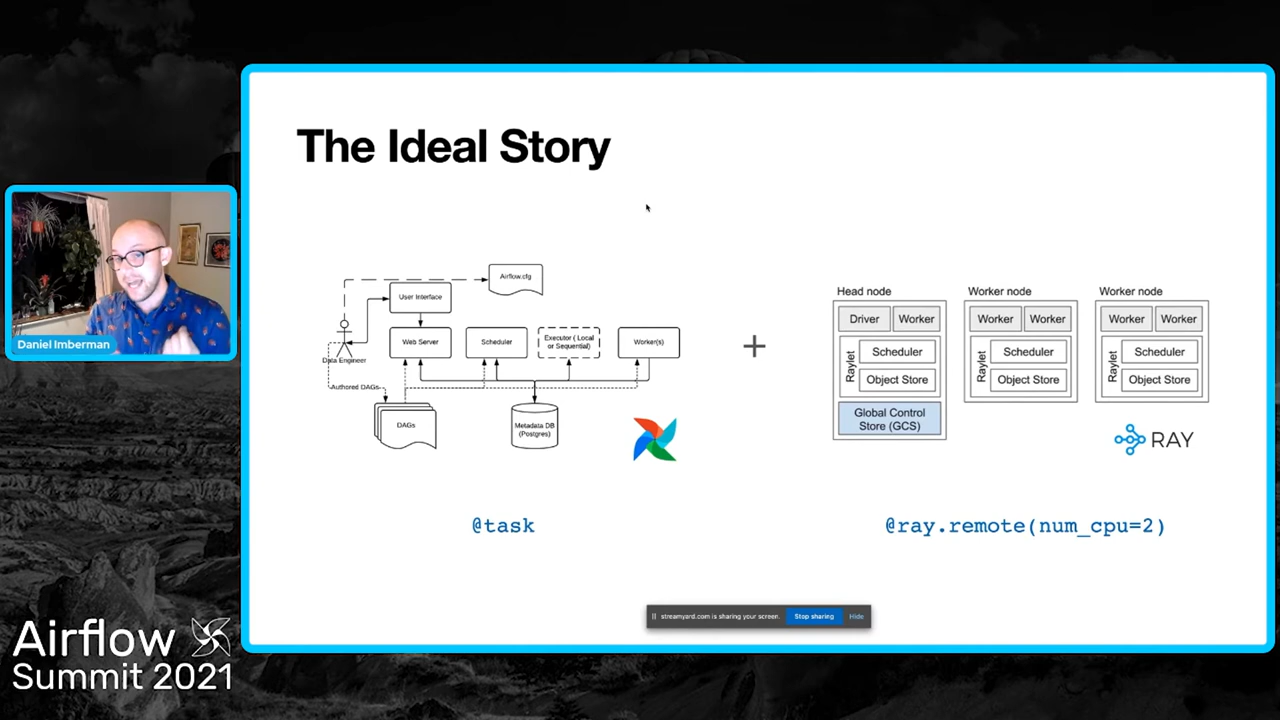 The Ideal Story
Airflow.cfg
User Interface
Web Server
Scheduler
Executor ( Local
or Sequential)
Worker(s)
Data Engineer
Authored DAGs
DAGs
Metadata DB
(Postgres)
@task
+
Head node
Driver
Worker
Raylet
Scheduler
Object Store
Global Control
Store (GCS)
Worker node
Worker
Worker
Raylet
Scheduler
Object Store
Worker node
Worker
Worker
Raylet
Scheduler
Object Store
RAY
@ray.remote(num_cpu=2)
Daniel Imberman
streamyard.com is sharing your screen.
Stop sharing
Hide
Airflow
Summit 2021